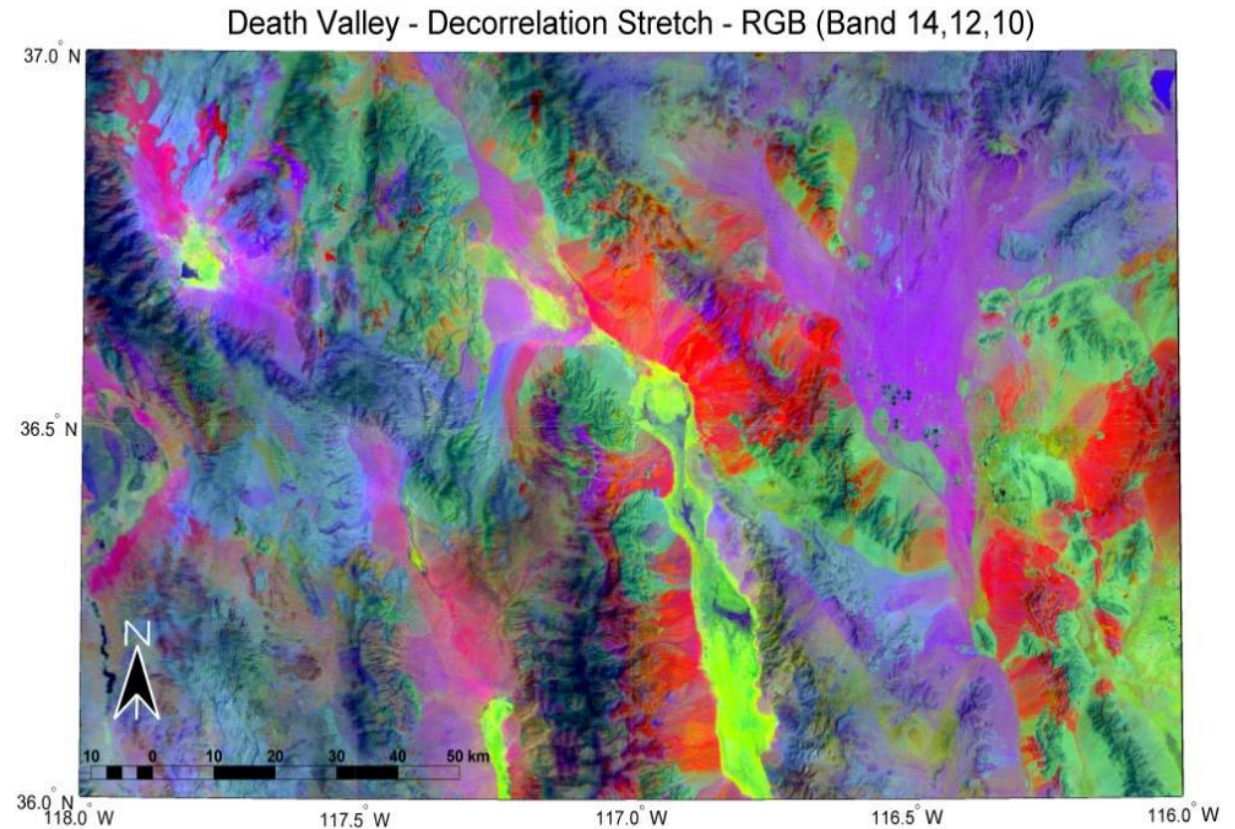 Death Valley - Decorrelation Stretch - RGB (Band 14,12,10)
37.0° N
36.5° N
N
10 0 10 20 30 40 50 km
36.0° N
118.0° W 117.5° W 117.0° W 116.5° W 116.0° W